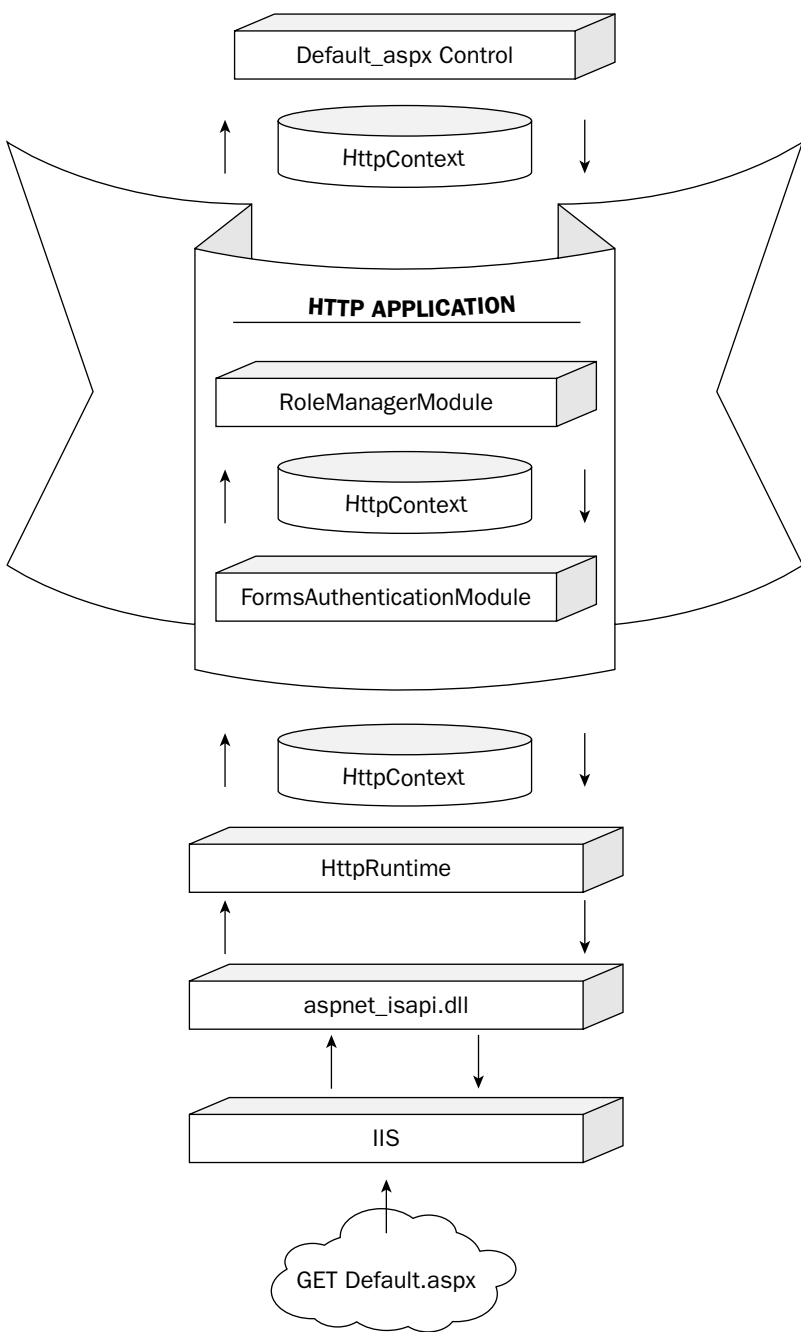 Default_aspx Control
HttpContext
HTTP APPLICATION
RoleManagerModule
HttpContext
FormsAuthenticationModule
HttpContext
HttpRuntime
aspnet_isapi.dll
IIS
GET Default.aspx